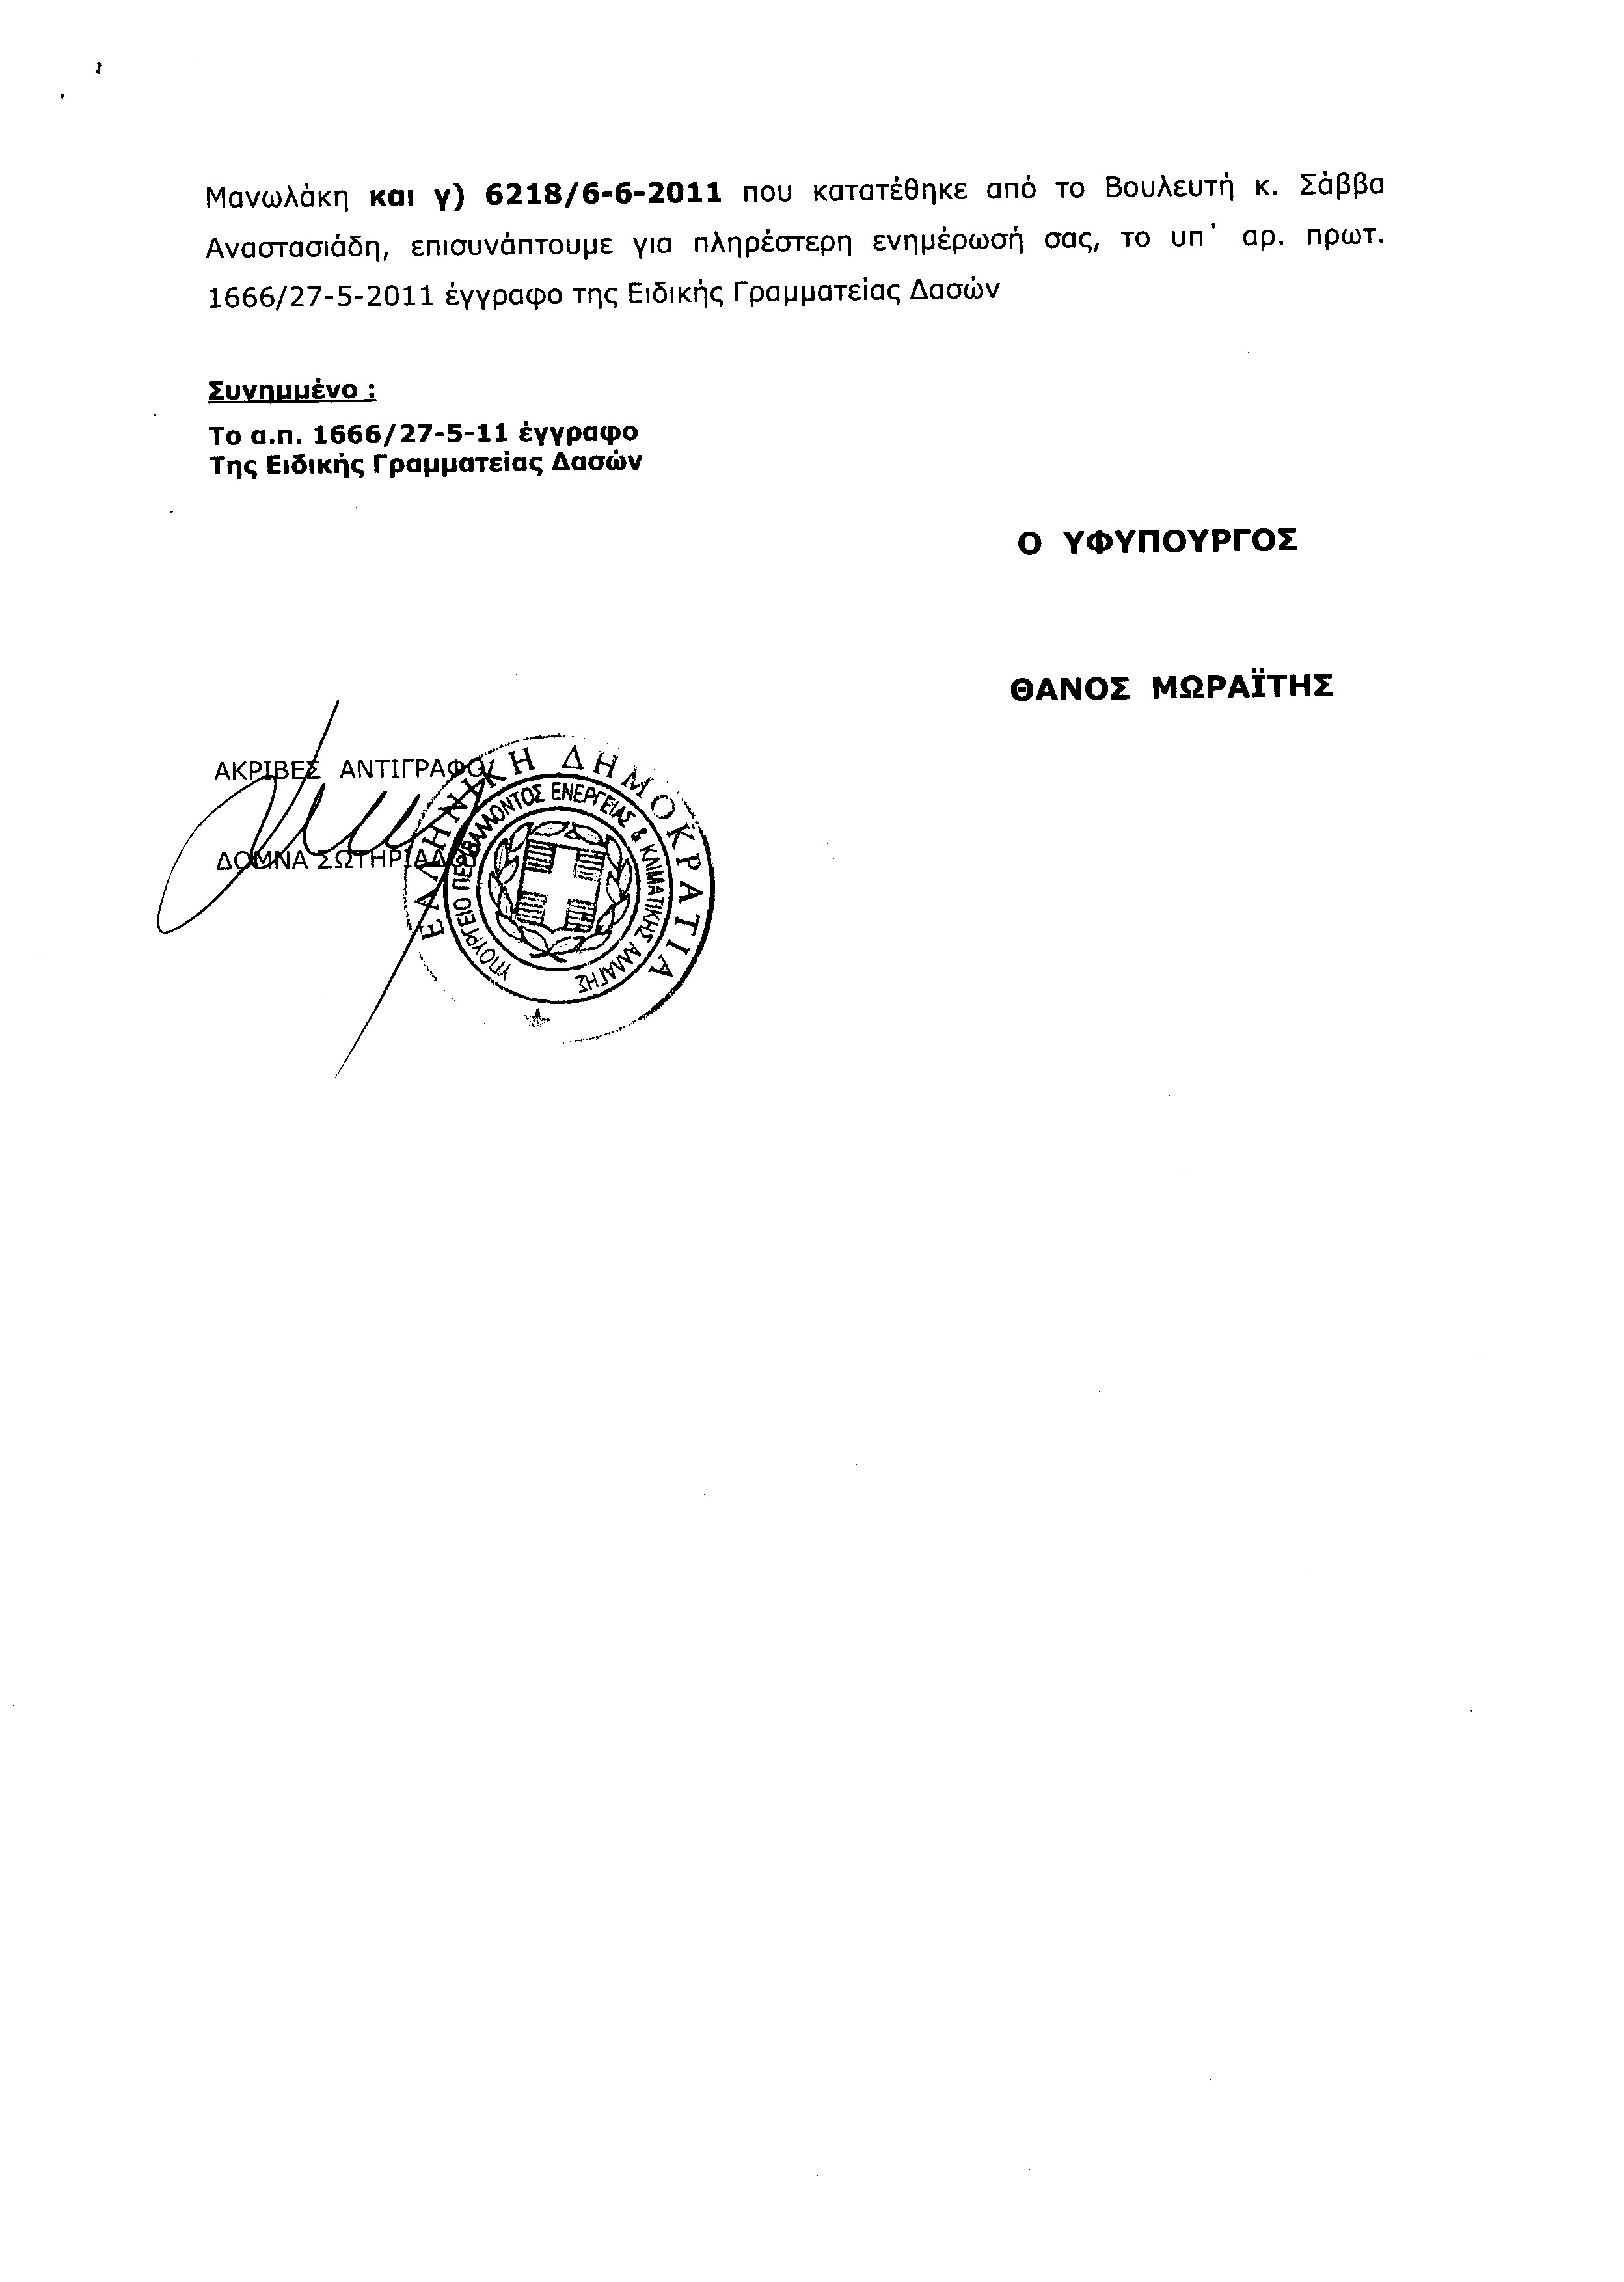 Μανωλάκη και γ) 6218/6-6-2011 που κατατέθηκε από το Βουλευτή κ. Σάββα
Αναστασιάδη, επισυνάπτουμε για πληρέστερη ενημέρωσή σας, το υπ' αρ. πρωτ.
1666/27-5-2011 έγγραφο της Ειδικής Γραμματείας Δασών
Συνημμένο :
Το α.π. 1666/27-5-11 έγγραφο
Της Ειδικής Γραμματείας Δασών
Ο ΥΦΥΠΟΥΡΓΟΣ
ΘΑΝΟΣ ΜΩΡΑΪΤΗΣ
ΑΚΡΙΒΕΣ ΑΝΤΙΓΡΑΦΟ
ΔΟΜΝΑ
ΕΛΛΗΝΙΚΗ ΔΗΜΟΚΡΑΤΙΑ
ΥΠΟΥΡΓΕΙΟ ΠΕΡΙΒΑΛΛΟΝΤΟΣ ΕΝΕΡΓΕΙΑΣ & ΚΛΙΜΑΤΙΚΗΣ ΑΛΛΑΓΗΣ